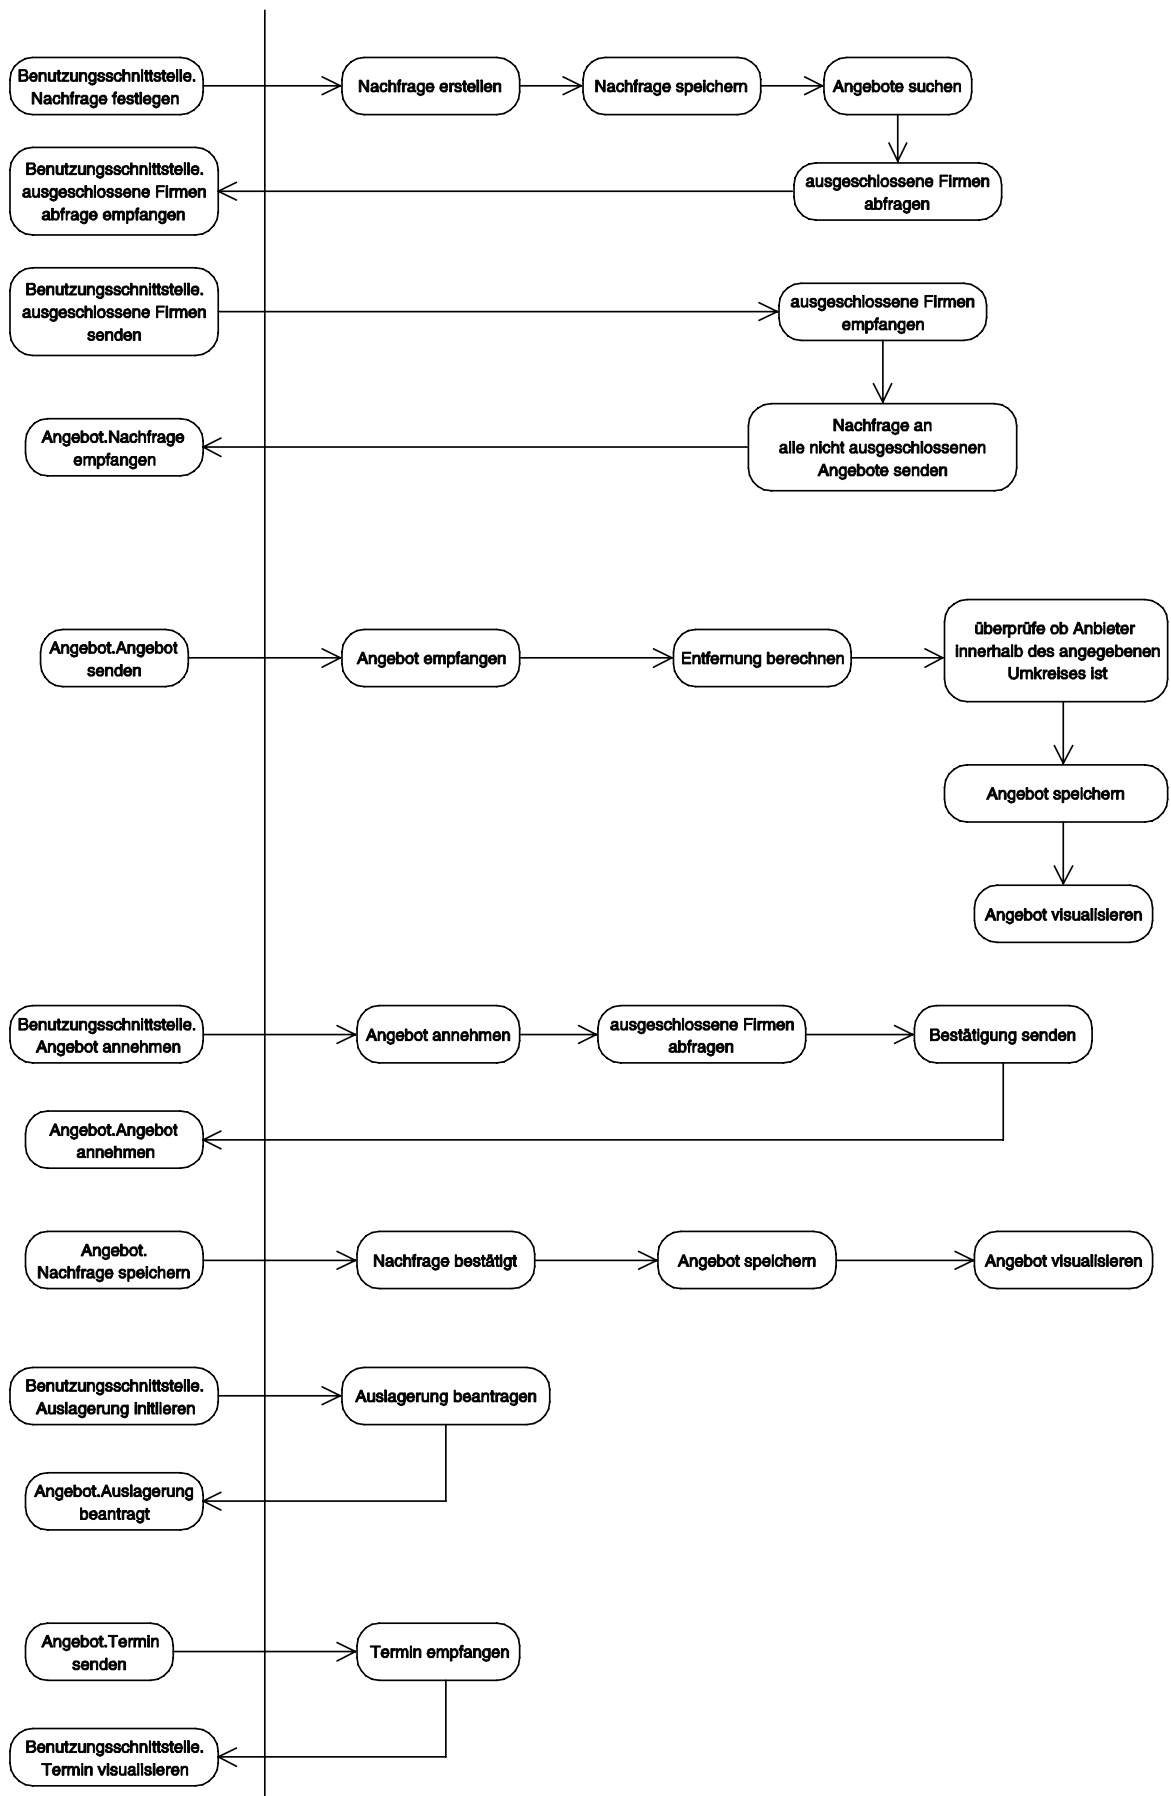 Benutzungsschnittstelle.
Nachfrage festlegen
Nachfrage erstellen
Nachfrage speichern
Angebote suchen
Benutzungsschnittstelle.
ausgeschlossene Firmen
abfrage empfangen
ausgeschlossene Firmen
abfragen
Benutzungsschnittstelle.
ausgeschlossene Firmen
senden
ausgeschlossene Firmen
empfangen
Angebot.Nachfrage
empfangen
Nachfrage an
alle nicht ausgeschlossenen
Angebote senden
Angebot.Angebot
senden
Angebot empfangen
Entfernung berechnen
überprüfe ob Anbieter
innerhalb des angegebenen
Umkreises ist
Angebot speichern
Angebot visualisieren
Benutzungsschnittstelle.
Angebot annehmen
Angebot annehmen
ausgeschlossene Firmen
abfragen
Bestätigung senden
Angebot.Angebot
annehmen
Angebot.
Nachfrage speichern
Nachfrage bestätigt
Angebot speichern
Angebot visualisieren
Benutzungsschnittstelle.
Auslagerung initiieren
Auslagerung beantragen
Angebot.Auslagerung
beantragt
Angebot.Termin
senden
Termin empfangen
Benutzungsschnittstelle.
Termin visualisieren